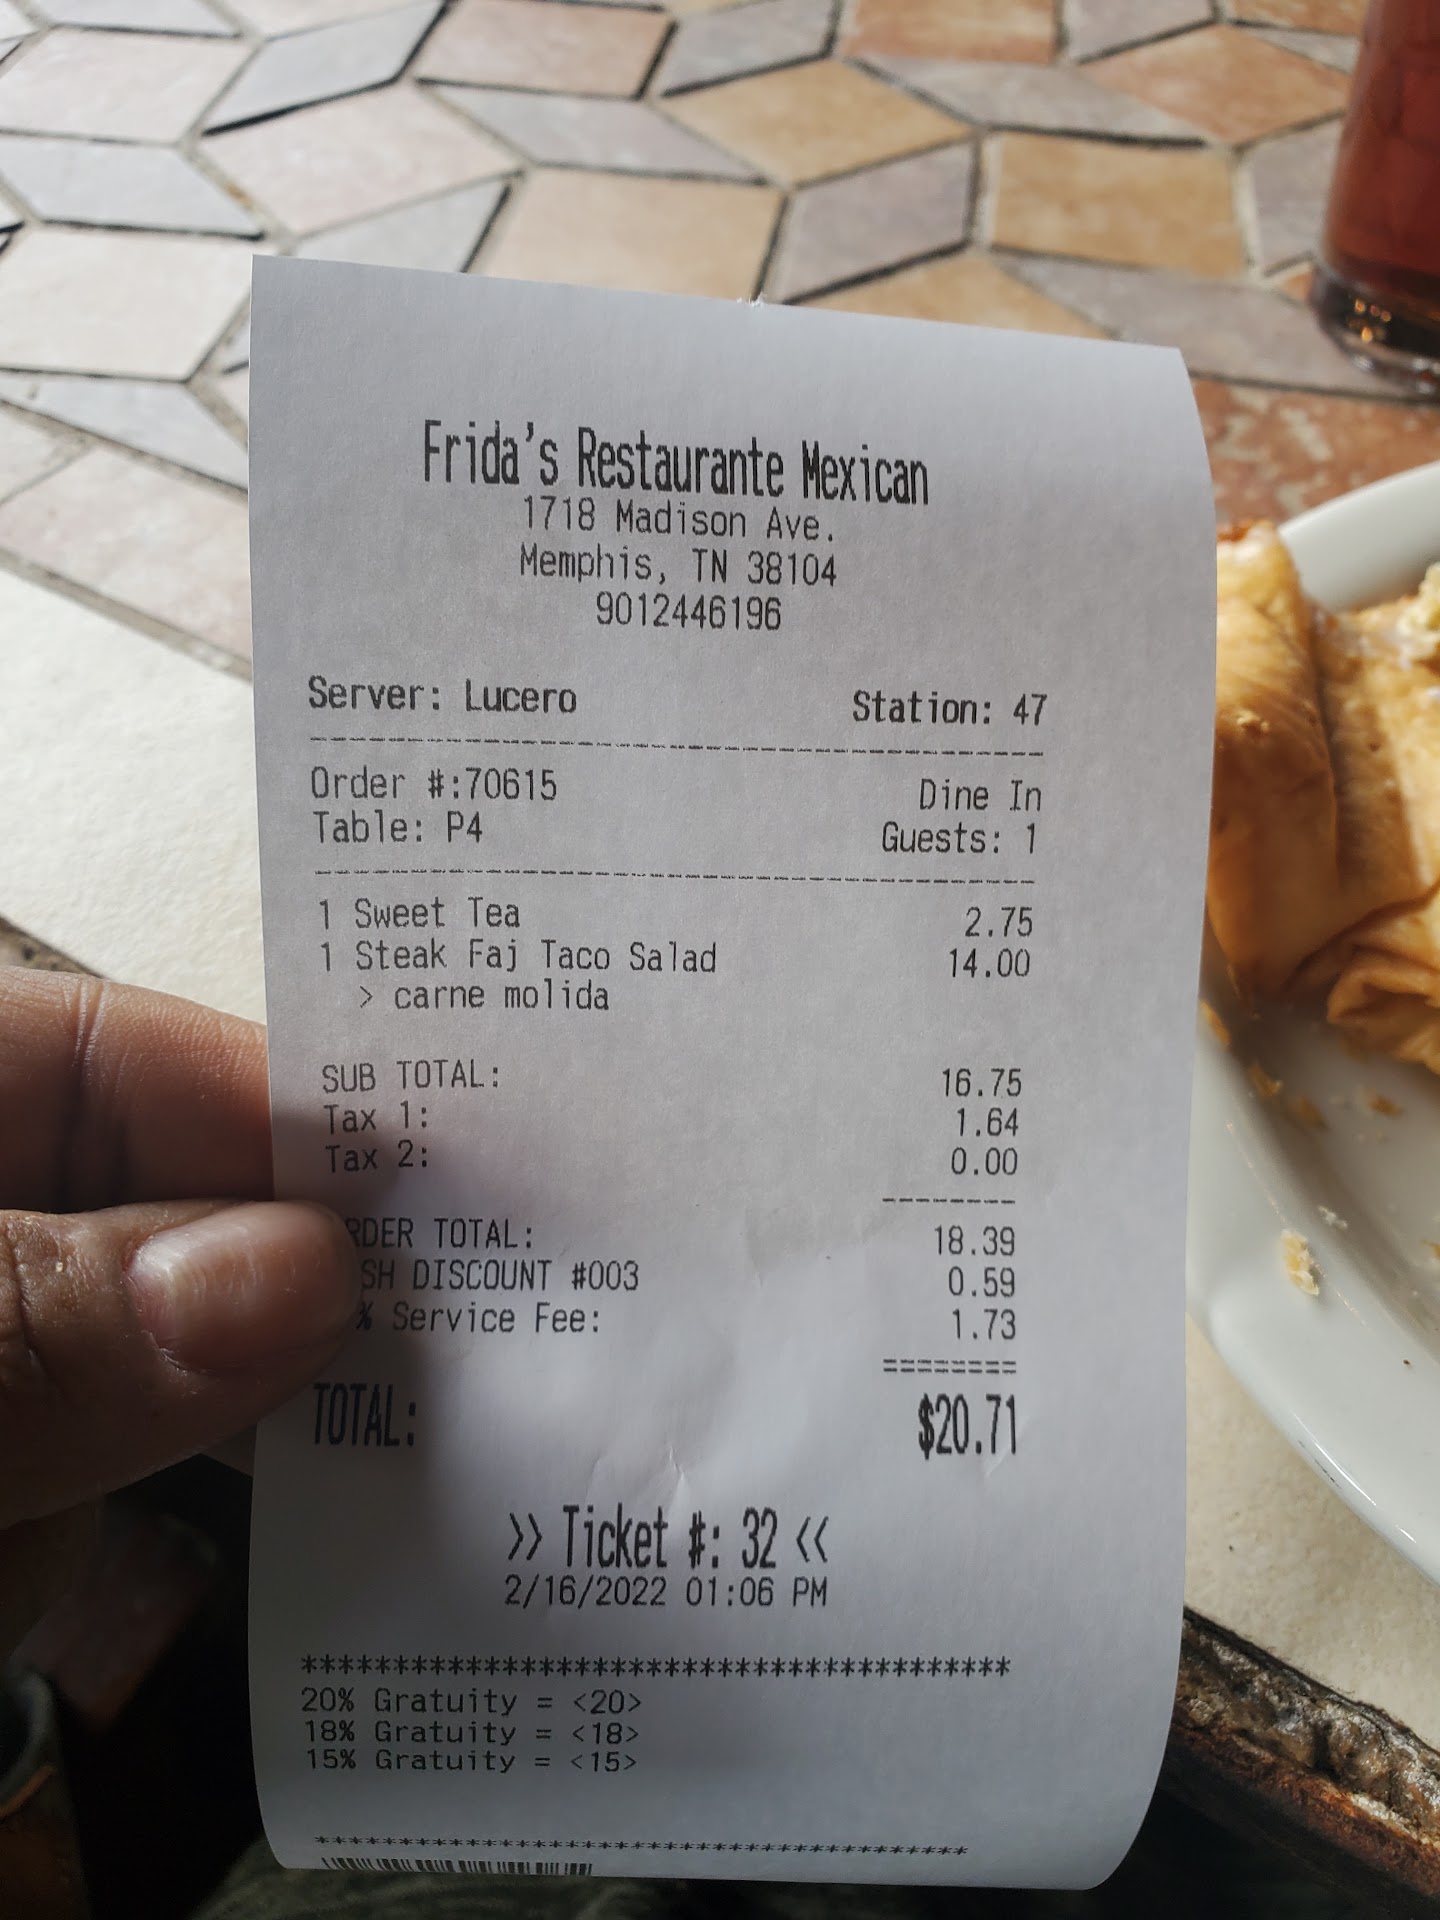 Frida's Restaurante Mexican
1718 Madison Ave.
Memphis, TN 38104
9012446196
Server: Lucero Station: 47
Order #:70615 Dine In
Table: P4 Guests: 1
1 Sweet Tea 2.75
1 Steak Faj Taco Salad 14.00
> carne molida
SUB TOTAL: 16.75
Tax 1: 1.64
Tax 2: 0.00
RDER TOTAL: 18.39
SH DISCOUNT #003 0.59
% Service Fee: 1.73
========
TOTAL: $20.71
>> Ticket #: 32 <<
2/16/2022 01:06 PM
***************************************
20% Gratuity = <20>
18% Gratuity = <18>
15% Gratuity = <15>
***************************************